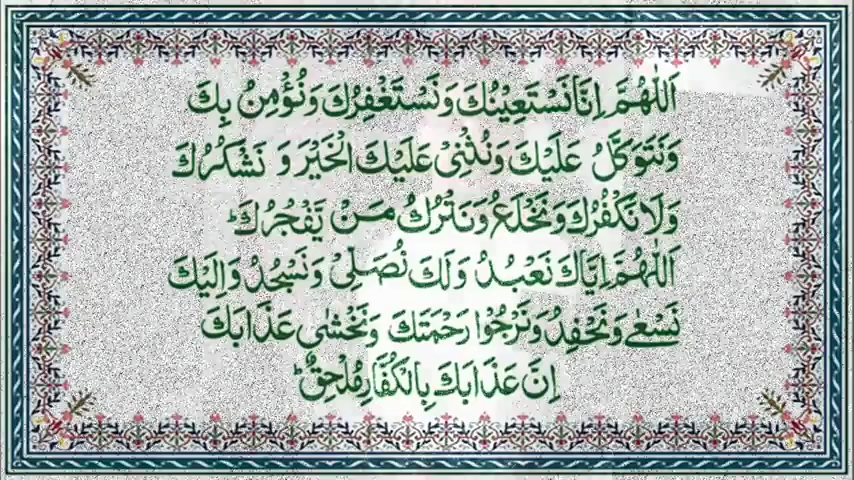 اَللّٰهُمَّ اِنَّا نَسْتَعِيْنُكَ وَنَسْتَغْفِرُكَ وَنُؤْمِنُ بِكَ
وَنَتَوَكَّلُ عَلَيْكَ وَنُثْنِىْ عَلَيْكَ الْخَيْرَ وَ نَشْكُرُكَ
وَلَا نَكْفُرُكَ وَنَخْلَعُ وَنَتْرُكُ مَنْ يَّفْجُرُكَ ؕ
اَللّٰهُمَّ اِيَّاكَ نَعْبُدُ وَلَكَ نُصَلِّىْ وَنَسْجُدُ وَاِلَيْكَ
نَسْعٰى وَنَحْفِدُ وَنَرْجُوْا رَحْمَتَكَ وَنَخْشٰى عَذَابَكَ
اِنَّ عَذَابَكَ بِالْكُفَّارِ مُلْحِقٌ ؕ